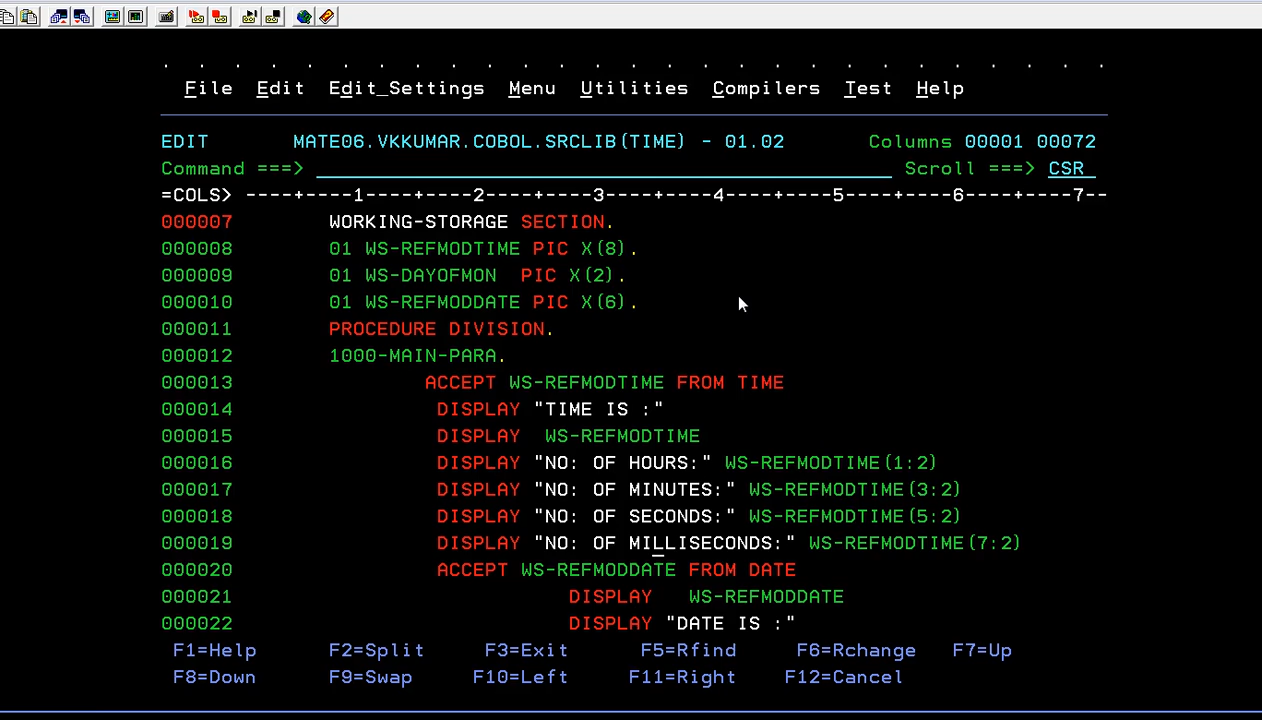 File  Edit  Edit_Settings  Menu  Utilities  Compilers  Test  Help
EDIT       MATE06.VKKUMAR.COBOL.SRCLIB(TIME) - 01.02       Columns 00001 00072
Command ===>                                                  Scroll ===> CSR
=COLS> ----+----1----+----2----+----3----+----4----+----5----+----6----+----7--
000007        WORKING-STORAGE SECTION.
000008        01 WS-REFMODTIME PIC X(8).
000009        01 WS-DAYOFMON  PIC X(2).
000010        01 WS-REFMODDATE PIC X(6).
000011        PROCEDURE DIVISION.
000012        1000-MAIN-PARA.
000013                ACCEPT WS-REFMODTIME FROM TIME
000014                 DISPLAY "TIME IS :"
000015                 DISPLAY  WS-REFMODTIME
000016                 DISPLAY "NO: OF HOURS:" WS-REFMODTIME(1:2)
000017                 DISPLAY "NO: OF MINUTES:" WS-REFMODTIME(3:2)
000018                 DISPLAY "NO: OF SECONDS:" WS-REFMODTIME(5:2)
000019                 DISPLAY "NO: OF MILLISECONDS:" WS-REFMODTIME(7:2)
000020                 ACCEPT WS-REFMODDATE FROM DATE
000021                            DISPLAY   WS-REFMODDATE
000022                            DISPLAY "DATE IS :"
F1=Help      F2=Split     F3=Exit      F5=Rfind     F6=Rchange   F7=Up
F8=Down      F9=Swap     F10=Left     F11=Right    F12=Cancel